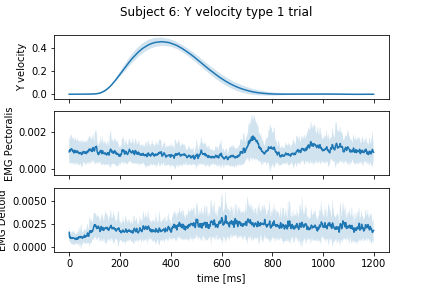 Subject 6: Y velocity type 1 trial
Y velocity
0.4
0.2
0.0
EMG Pectoralis
0.002
0.000
EMG Deltoid
0.0050
0.0025
0.0000
0 200 400 600 800 1000 1200
time [ms]